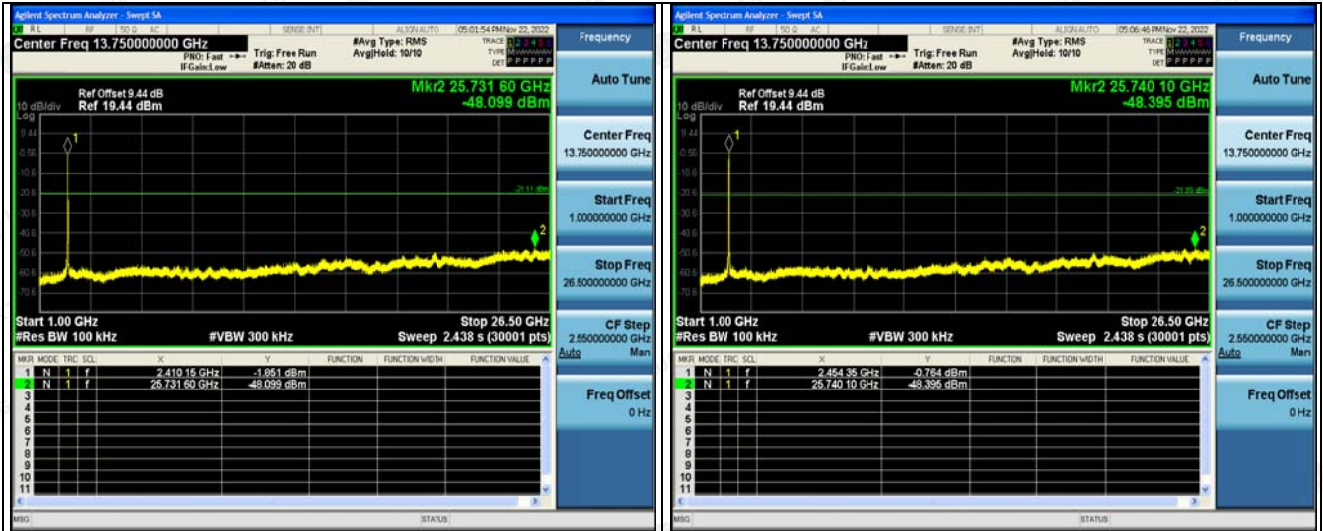 Agilent Spectrum Analyzer - Swept SA
RL RF 50 Ω AC SENSE:INT ALIGN AUTO 05:01:54 PM Nov 22, 2022
Center Freq 13.750000000 GHz
PNO: Fast
IFGain:Low
Trig: Free Run
#Atten: 20 dB
#Avg Type: RMS
Avg|Hold: 10/10
TRACE 1 2 3 4 5 6
TYPE M
DET P P P P P P
Ref Offset 9.44 dB
Ref 19.44 dBm
10 dB/div
Log
Mkr2 25.731 60 GHz
-48.099 dBm
9.44
-0.56
-10.6
-20.6
-30.6
-40.6
-50.6
-60.6
-70.6
1
-21.11 dBm
2
Start 1.00 GHz
#Res BW 100 kHz
#VBW 300 kHz
Stop 26.50 GHz
Sweep 2.438 s (30001 pts)
MKR MODE TRC SCL X Y FUNCTION FUNCTION WIDTH FUNCTION VALUE
1 N 1 f 2.410 15 GHz -1.851 dBm
2 N 1 f 25.731 60 GHz -48.099 dBm
3
4
5
6
7
8
9
10
11
MSG STATUS
Frequency
Auto Tune
Center Freq
13.750000000 GHz
Start Freq
1.000000000 GHz
Stop Freq
26.500000000 GHz
CF Step
2.550000000 GHz
Auto Man
Freq Offset
0 Hz
Agilent Spectrum Analyzer - Swept SA
RL RF 50 Ω AC SENSE:INT ALIGN AUTO 05:06:46 PM Nov 22, 2022
Center Freq 13.750000000 GHz
PNO: Fast
IFGain:Low
Trig: Free Run
#Atten: 20 dB
#Avg Type: RMS
Avg|Hold: 10/10
TRACE 1 2 3 4 5 6
TYPE M
DET P P P P P P
Ref Offset 9.44 dB
Ref 19.44 dBm
10 dB/div
Log
Mkr2 25.740 10 GHz
-48.395 dBm
9.44
-0.56
-10.6
-20.6
-30.6
-40.6
-50.6
-60.6
-70.6
1
2
Start 1.00 GHz
#Res BW 100 kHz
#VBW 300 kHz
Stop 26.50 GHz
Sweep 2.438 s (30001 pts)
MKR MODE TRC SCL X Y FUNCTION FUNCTION WIDTH FUNCTION VALUE
1 N 1 f 2.454 35 GHz -0.764 dBm
2 N 1 f 25.740 10 GHz -48.395 dBm
3
4
5
6
7
8
9
10
11
MSG STATUS
Frequency
Auto Tune
Center Freq
13.750000000 GHz
Start Freq
1.000000000 GHz
Stop Freq
26.500000000 GHz
CF Step
2.550000000 GHz
Auto Man
Freq Offset
0 Hz